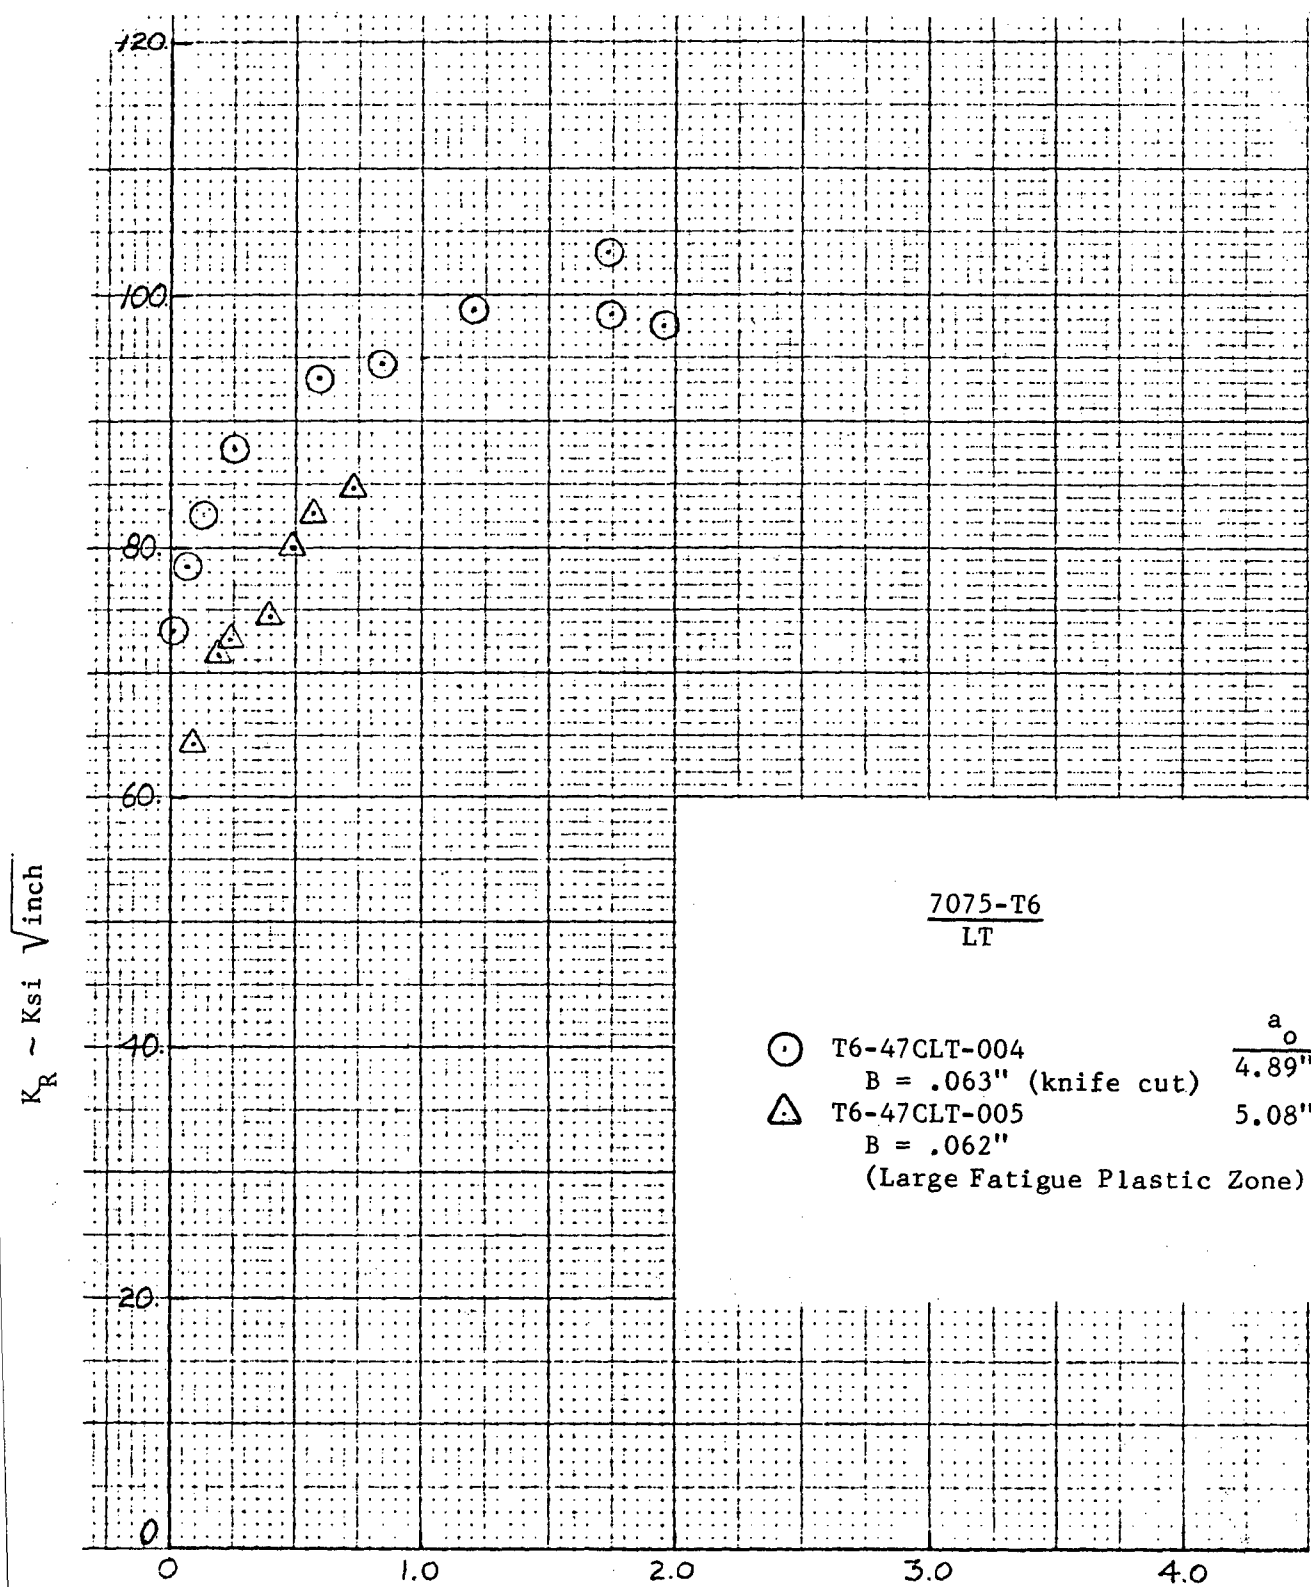 120.
100.
80.
60.
40.
20.
0
K_R ~ Ksi √inch
7075-T6
LT
a_o
T6-47CLT-004 4.89"
B = .063" (knife cut)
T6-47CLT-005 5.08"
B = .062"
(Large Fatigue Plastic Zone)
0 1.0 2.0 3.0 4.0